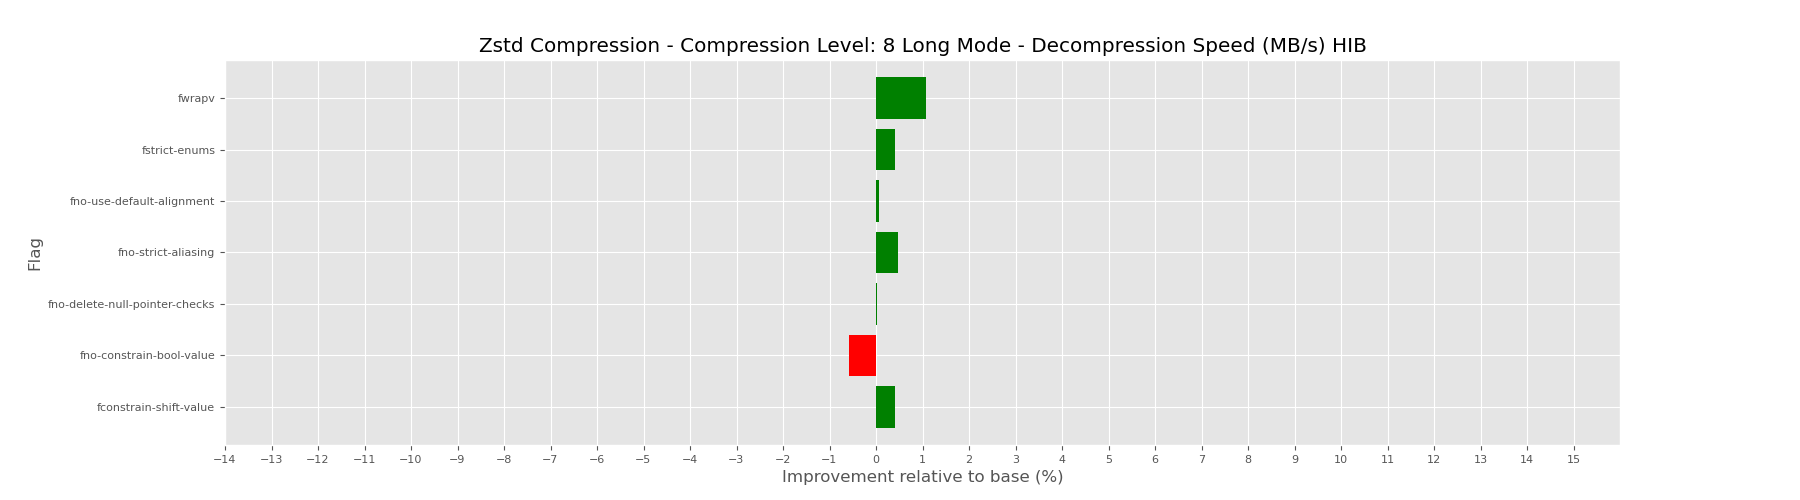 Zstd Compression - Compression Level: 8 Long Mode - Decompression Speed (MB/s) HIB
Flag
fwrapv
fstrict-enums
fno-use-default-alignment
fno-strict-aliasing
fno-delete-null-pointer-checks
fno-constrain-bool-value
fconstrain-shift-value
−14 −13 −12 −11 −10 −9 −8 −7 −6 −5 −4 −3 −2 −1 0 1 2 3 4 5 6 7 8 9 10 11 12 13 14 15
Improvement relative to base (%)